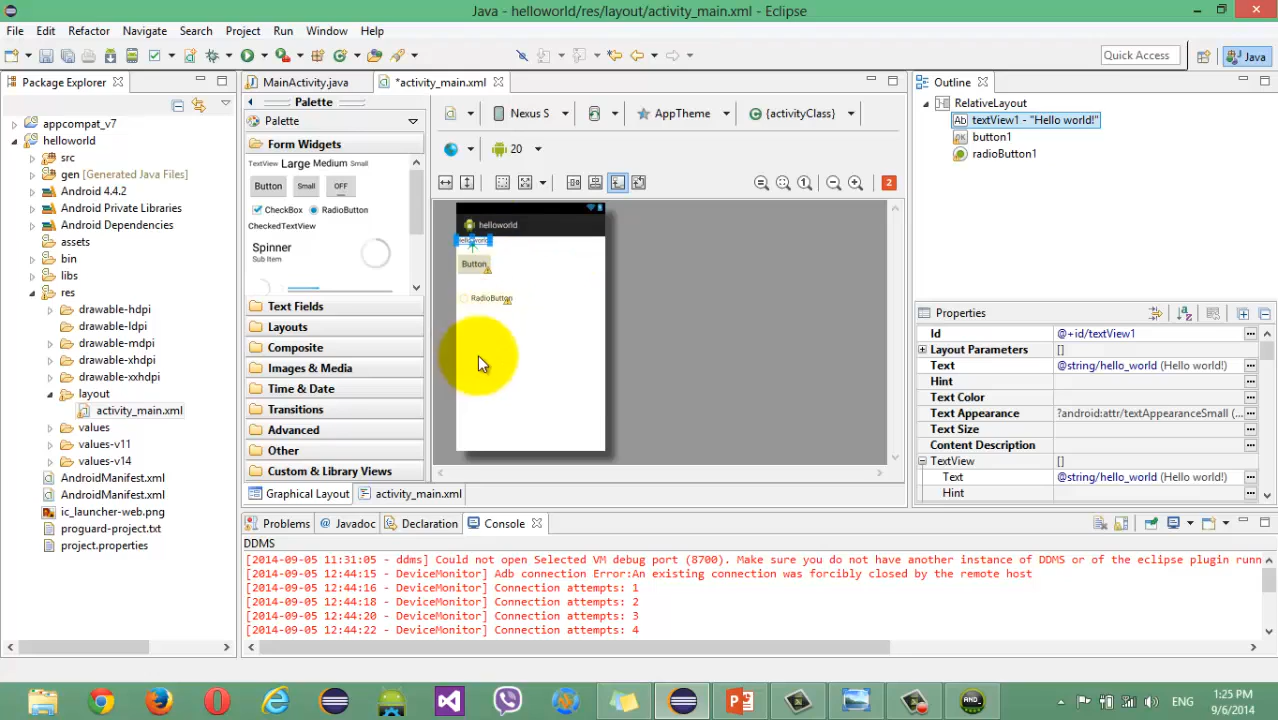 Java - helloworld/res/layout/activity_main.xml - Eclipse
File Edit Refactor Navigate Search Project Run Window Help
Quick Access
Java
Package Explorer
appcompat_v7
helloworld
src
gen [Generated Java Files]
Android 4.4.2
Android Private Libraries
Android Dependencies
assets
bin
libs
res
drawable-hdpi
drawable-ldpi
drawable-mdpi
drawable-xhdpi
drawable-xxhdpi
layout
activity_main.xml
values
values-v11
values-v14
AndroidManifest.xml
AndroidManifest.xml
ic_launcher-web.png
proguard-project.txt
project.properties
MainActivity.java
*activity_main.xml
Palette
Palette
Form Widgets
TextView Large Medium Small
Button Small OFF
CheckBox RadioButton
CheckedTextView
Spinner
Sub Item
Text Fields
Layouts
Composite
Images & Media
Time & Date
Transitions
Advanced
Other
Custom & Library Views
Nexus S
AppTheme
{activityClass}
20
2
helloworld
Button
RadioButton
Graphical Layout
activity_main.xml
Outline
RelativeLayout
Ab textView1 - "Hello world!"
OK button1
radioButton1
Properties
Id @+id/textView1
Layout Parameters []
Text @string/hello_world (Hello world!)
Hint
Text Color
Text Appearance ?android:attr/textAppearanceSmall (...
Text Size
Content Description
TextView []
Text @string/hello_world (Hello world!)
Hint
Problems
@ Javadoc
Declaration
Console
DDMS
[2014-09-05 11:31:05 - ddms] Could not open Selected VM debug port (8700). Make sure you do not have another instance of DDMS or of the eclipse plugin runn
[2014-09-05 12:44:15 - DeviceMonitor] Adb connection Error:An existing connection was forcibly closed by the remote host
[2014-09-05 12:44:16 - DeviceMonitor] Connection attempts: 1
[2014-09-05 12:44:18 - DeviceMonitor] Connection attempts: 2
[2014-09-05 12:44:20 - DeviceMonitor] Connection attempts: 3
[2014-09-05 12:44:22 - DeviceMonitor] Connection attempts: 4
ENG
1:25 PM
9/6/2014